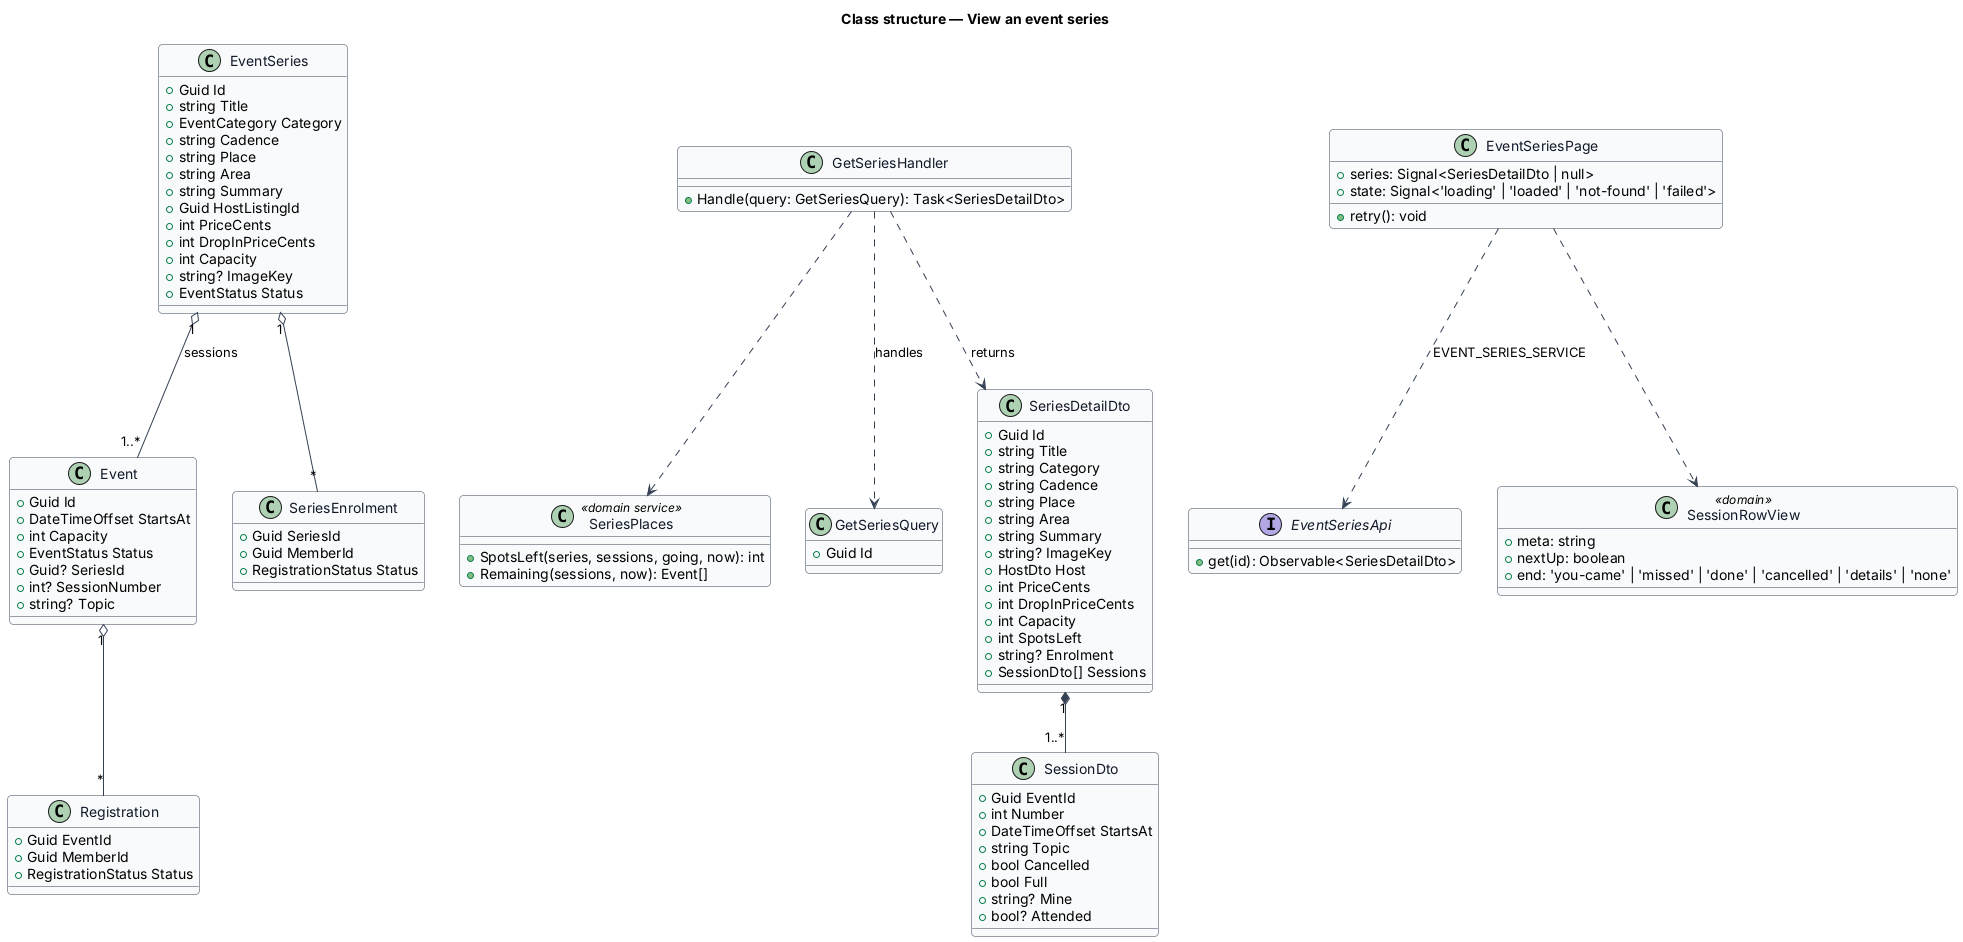 Class structure — View an event series
C EventSeries
Guid Id
string Title
EventCategory Category
string Cadence
string Place
string Area
string Summary
Guid HostListingId
int PriceCents
int DropInPriceCents
int Capacity
string? ImageKey
EventStatus Status
1
1
sessions
1..*
*
C Event
Guid Id
DateTimeOffset StartsAt
int Capacity
EventStatus Status
Guid? SeriesId
int? SessionNumber
string? Topic
C SeriesEnrolment
Guid SeriesId
Guid MemberId
RegistrationStatus Status
1
*
C Registration
Guid EventId
Guid MemberId
RegistrationStatus Status
C GetSeriesHandler
Handle(query: GetSeriesQuery): Task<SeriesDetailDto>
handles
returns
C «domain service»
SeriesPlaces
SpotsLeft(series, sessions, going, now): int
Remaining(sessions, now): Event[]
C GetSeriesQuery
Guid Id
C SeriesDetailDto
Guid Id
string Title
string Category
string Cadence
string Place
string Area
string Summary
string? ImageKey
HostDto Host
int PriceCents
int DropInPriceCents
int Capacity
int SpotsLeft
string? Enrolment
SessionDto[] Sessions
1
1..*
C SessionDto
Guid EventId
int Number
DateTimeOffset StartsAt
string Topic
bool Cancelled
bool Full
string? Mine
bool? Attended
C EventSeriesPage
series: Signal<SeriesDetailDto | null>
state: Signal<'loading' | 'loaded' | 'not-found' | 'failed'>
retry(): void
EVENT_SERIES_SERVICE
I EventSeriesApi
get(id): Observable<SeriesDetailDto>
C «domain»
SessionRowView
meta: string
nextUp: boolean
end: 'you-came' | 'missed' | 'done' | 'cancelled' | 'details' | 'none'